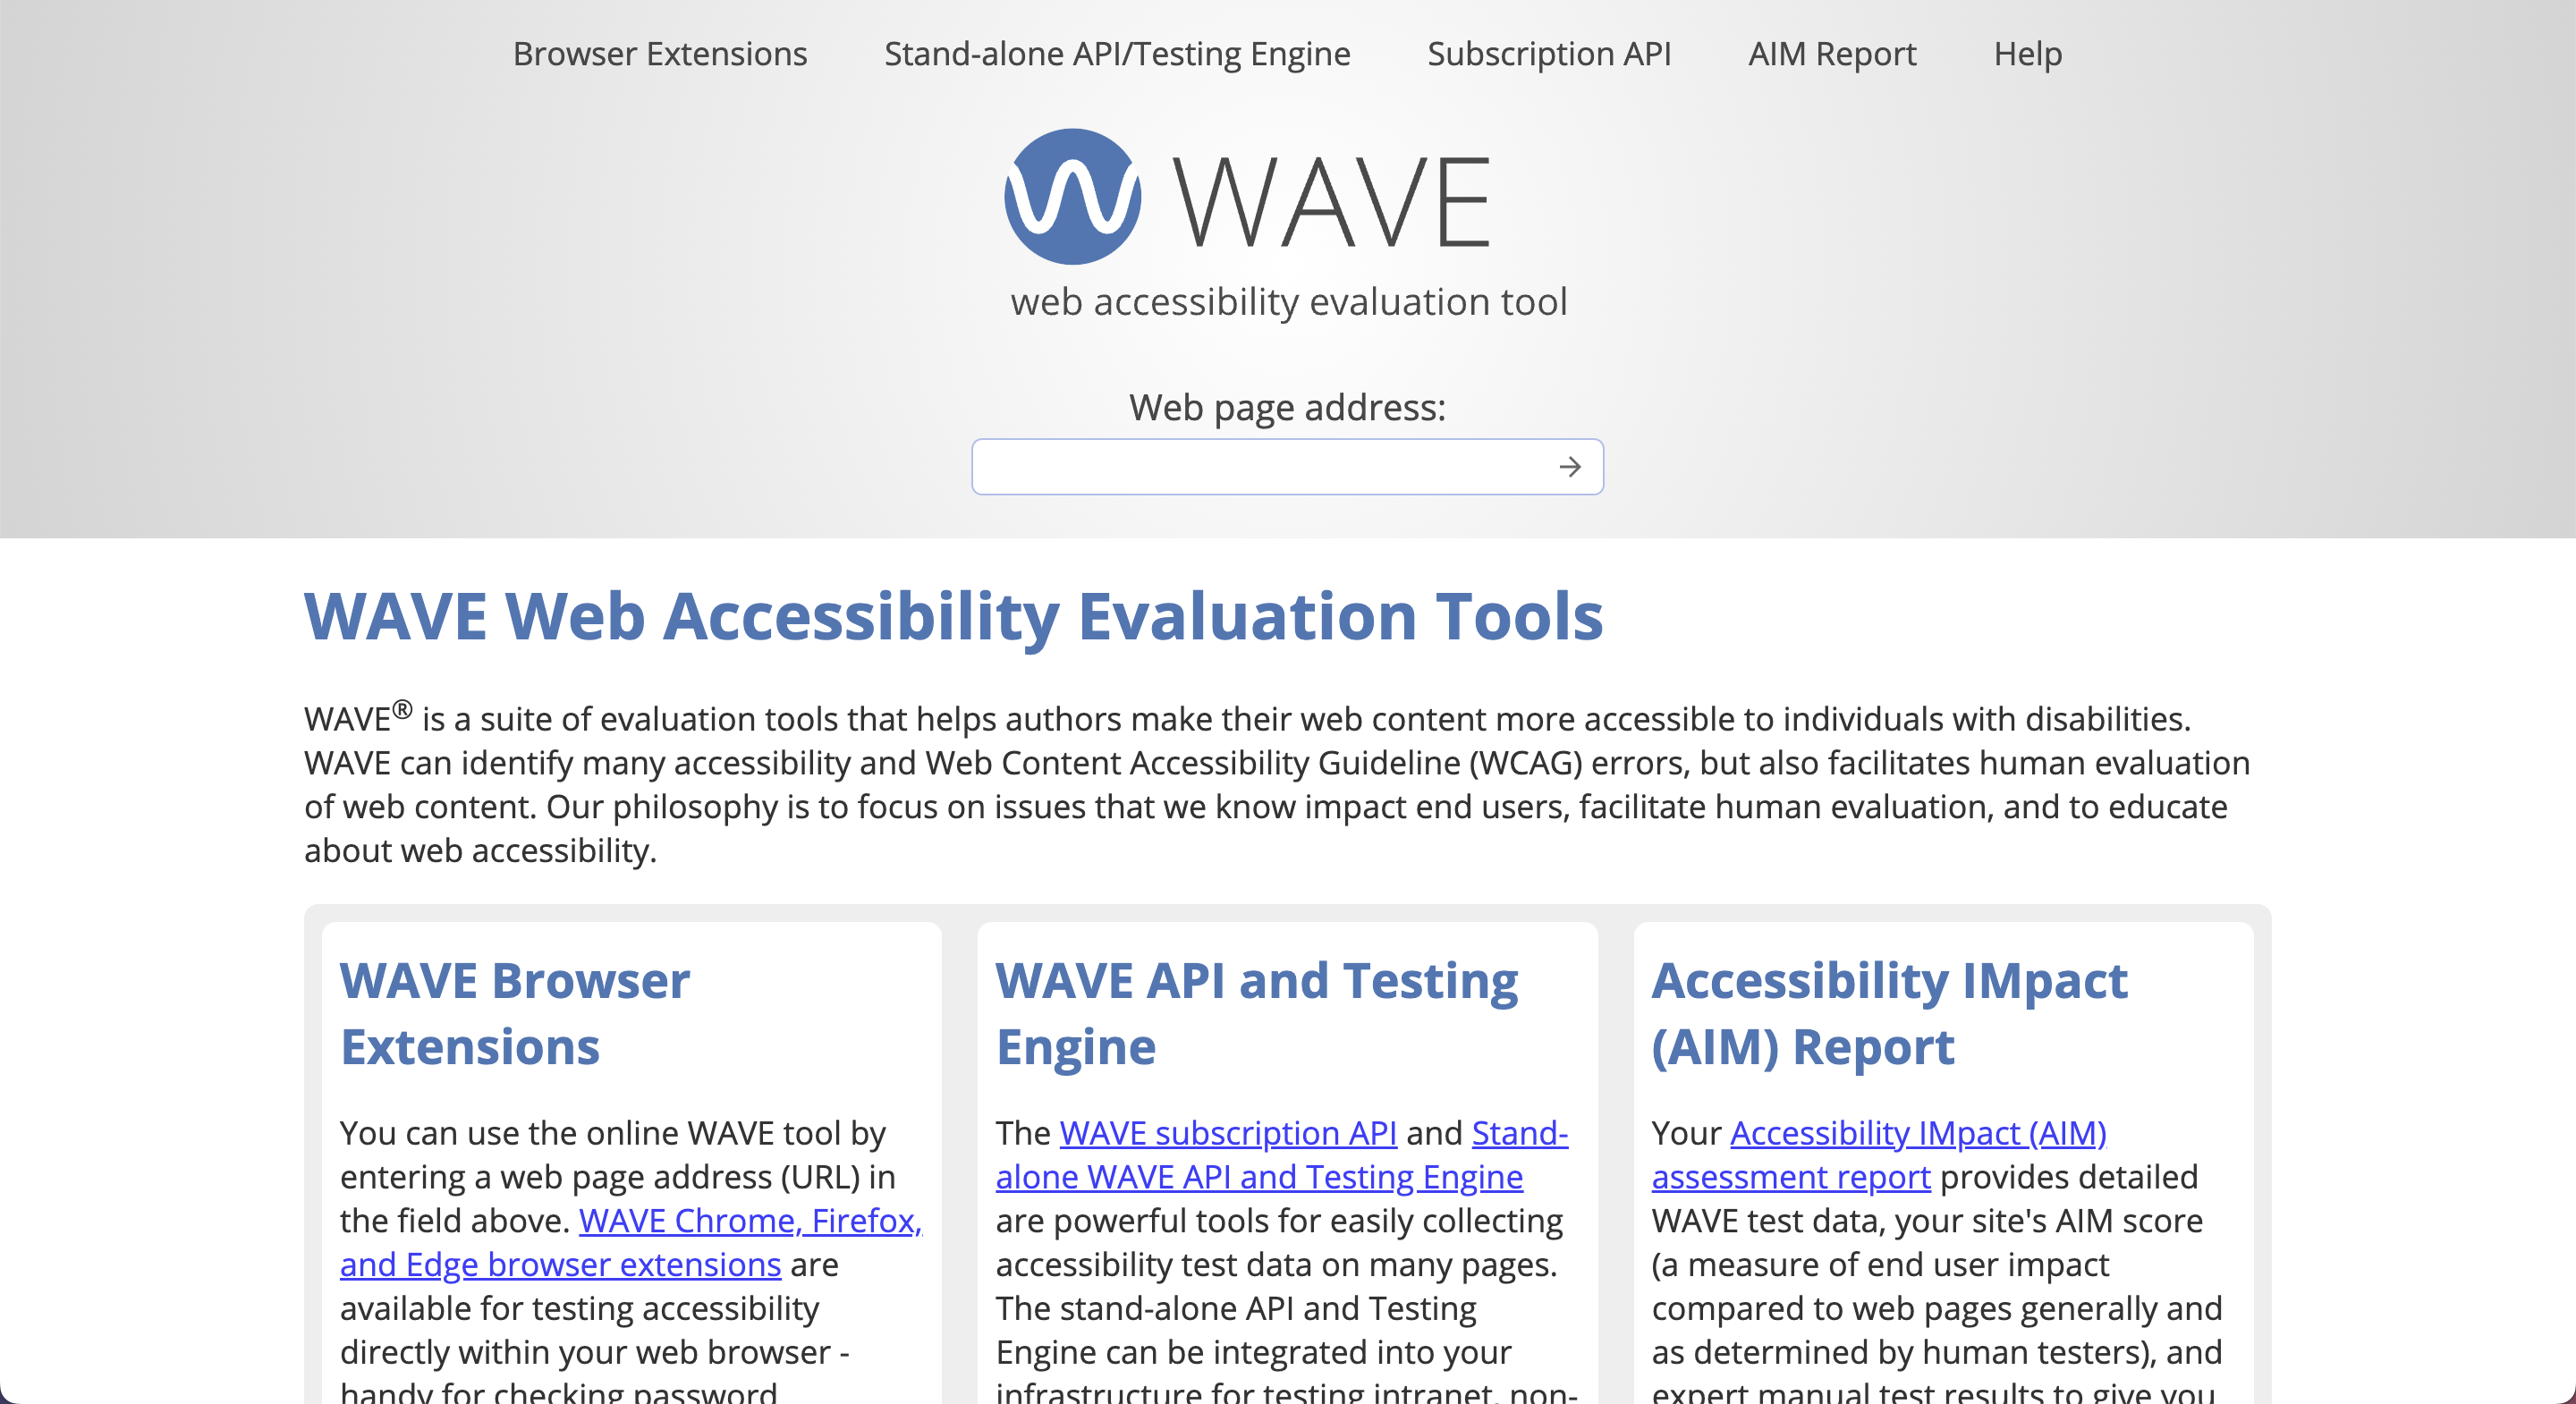 Browser Extensions Stand-alone API/Testing Engine Subscription API AIM Report Help
WAVE
web accessibility evaluation tool
Web page address:
WAVE Web Accessibility Evaluation Tools
WAVE® is a suite of evaluation tools that helps authors make their web content more accessible to individuals with disabilities.
WAVE can identify many accessibility and Web Content Accessibility Guideline (WCAG) errors, but also facilitates human evaluation
of web content. Our philosophy is to focus on issues that we know impact end users, facilitate human evaluation, and to educate
about web accessibility.
WAVE Browser
Extensions
You can use the online WAVE tool by
entering a web page address (URL) in
the field above. WAVE Chrome, Firefox,
and Edge browser extensions are
available for testing accessibility
directly within your web browser -
handy for checking password
WAVE API and Testing
Engine
The WAVE subscription API and Stand-
alone WAVE API and Testing Engine
are powerful tools for easily collecting
accessibility test data on many pages.
The stand-alone API and Testing
Engine can be integrated into your
infrastructure for testing intranet, non-
Accessibility IMpact
(AIM) Report
Your Accessibility IMpact (AIM)
assessment report provides detailed
WAVE test data, your site's AIM score
(a measure of end user impact
compared to web pages generally and
as determined by human testers), and
expert manual test results to give you